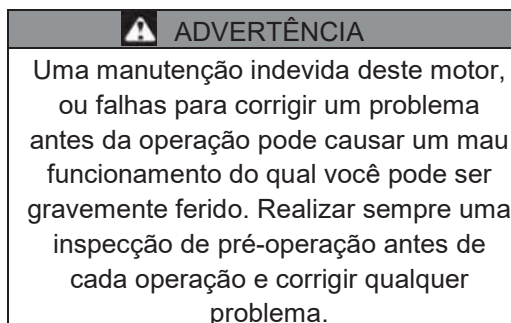 ADVERTÊNCIA
Uma manutenção indevida deste motor,
ou falhas para corrigir um problema
antes da operação pode causar um mau
funcionamento do qual você pode ser
gravemente ferido. Realizar sempre uma
inspecção de pré-operação antes de
cada operação e corrigir qualquer
problema.